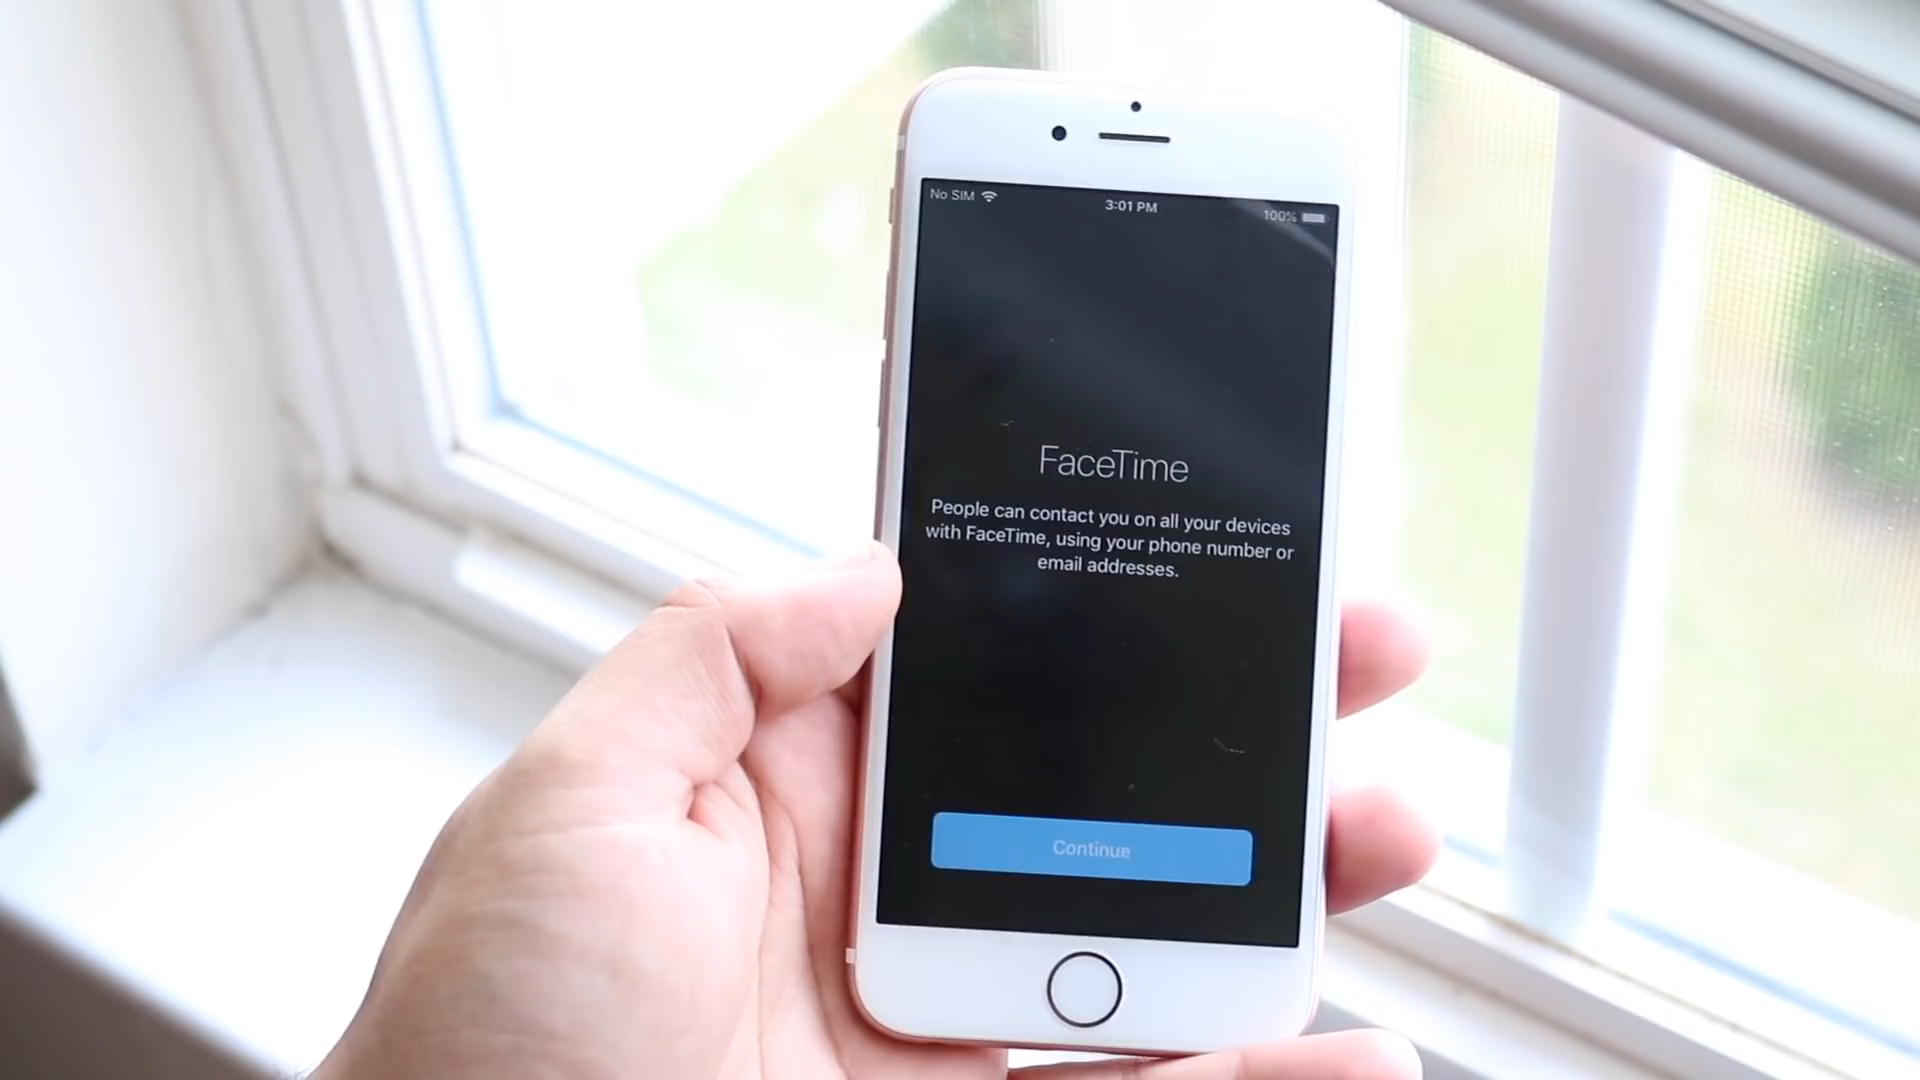 No SIM
3:01 PM
100%
FaceTime
People can contact you on all your devices
with FaceTime, using your phone number or
email addresses.
Continue